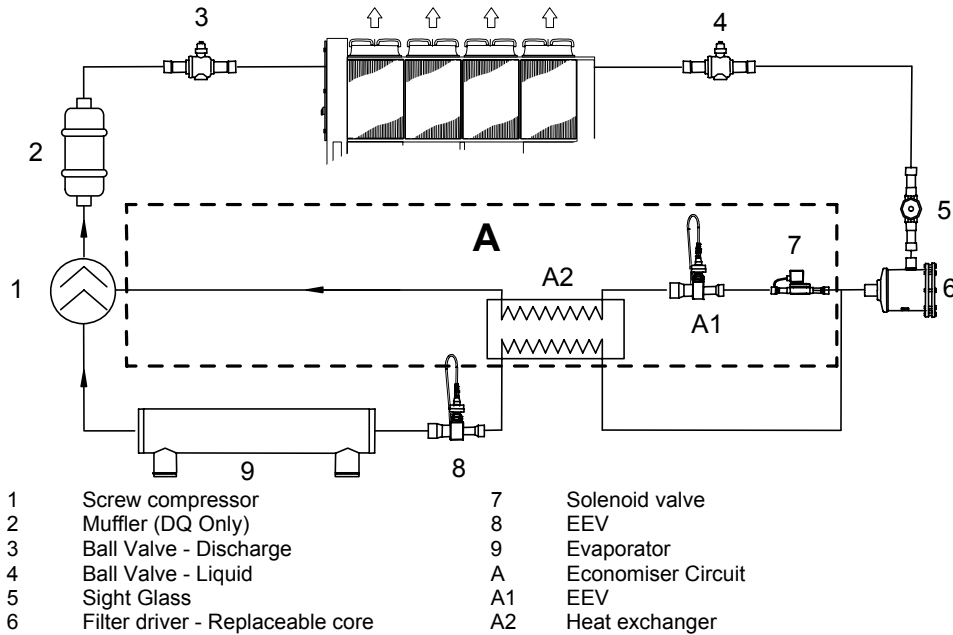 3
4
2
5
A
7
1
A2
6
A1
8
9
1 Screw compressor
2 Muffler (DQ Only)
3 Ball Valve - Discharge
4 Ball Valve - Liquid
5 Sight Glass
6 Filter driver - Replaceable core
7 Solenoid valve
8 EEV
9 Evaporator
A Economiser Circuit
A1 EEV
A2 Heat exchanger